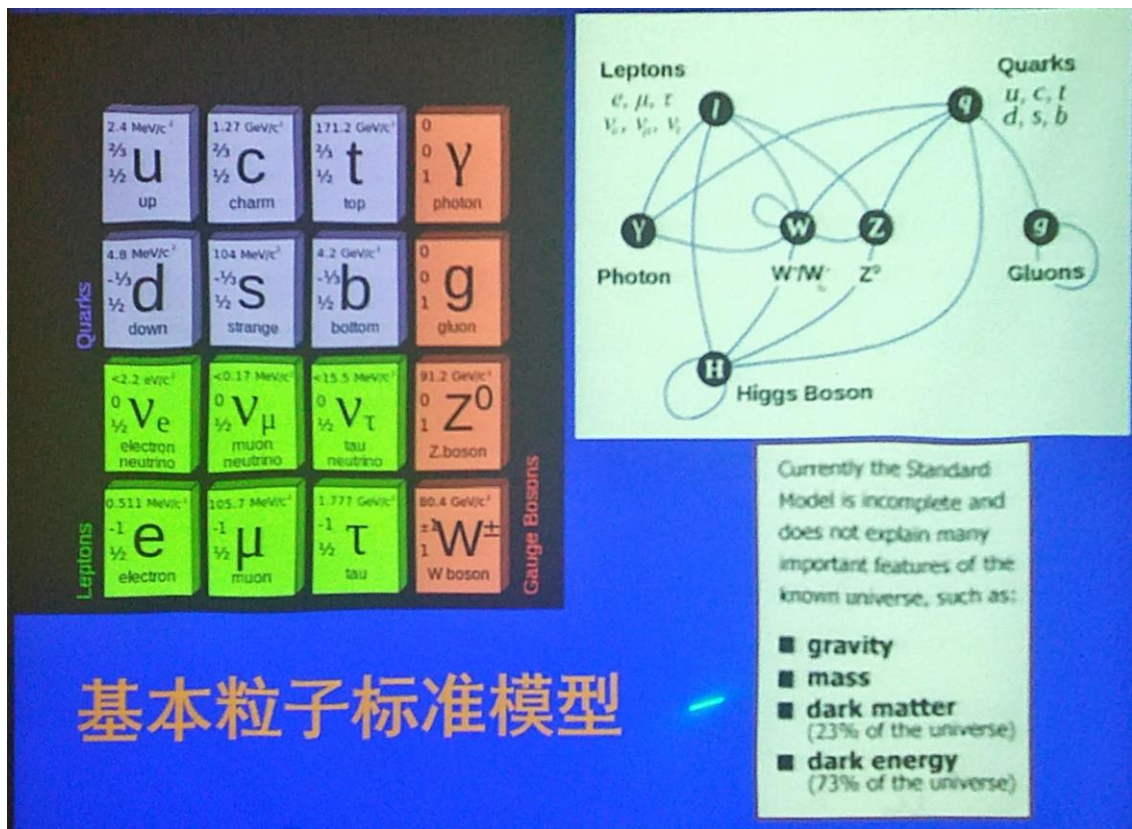 2.4 MeV/c²
⅔
½
u
up
1.27 GeV/c²
⅔
½
c
charm
171.2 GeV/c²
⅔
½
t
top
0
0
1
γ
photon
Quarks
4.8 MeV/c²
-⅓
½
d
down
104 MeV/c²
-⅓
½
s
strange
4.2 GeV/c²
-⅓
½
b
bottom
0
0
1
g
gluon
<2.2 eV/c²
0
½
νe
electron
neutrino
<0.17 MeV/c²
0
½
νμ
muon
neutrino
<15.5 MeV/c²
0
½
ντ
tau
neutrino
91.2 GeV/c²
0
1
Z⁰
Z boson
Leptons
0.511 MeV/c²
-1
½
e
electron
105.7 MeV/c²
-1
½
μ
muon
1.777 GeV/c²
-1
½
τ
tau
80.4 GeV/c²
±1
1
W±
W boson
Gauge Bosons
Leptons
e, μ, τ
νe, νμ, ντ
l
Quarks
u, c, t
d, s, b
q
γ
Photon
W
W⁺/W⁻
Z
Z⁰
g
Gluons
H
Higgs Boson
Currently the Standard
Model is incomplete and
does not explain many
important features of the
known universe, such as:
■ gravity
■ mass
■ dark matter
(23% of the universe)
■ dark energy
(73% of the universe)
基本粒子标准模型